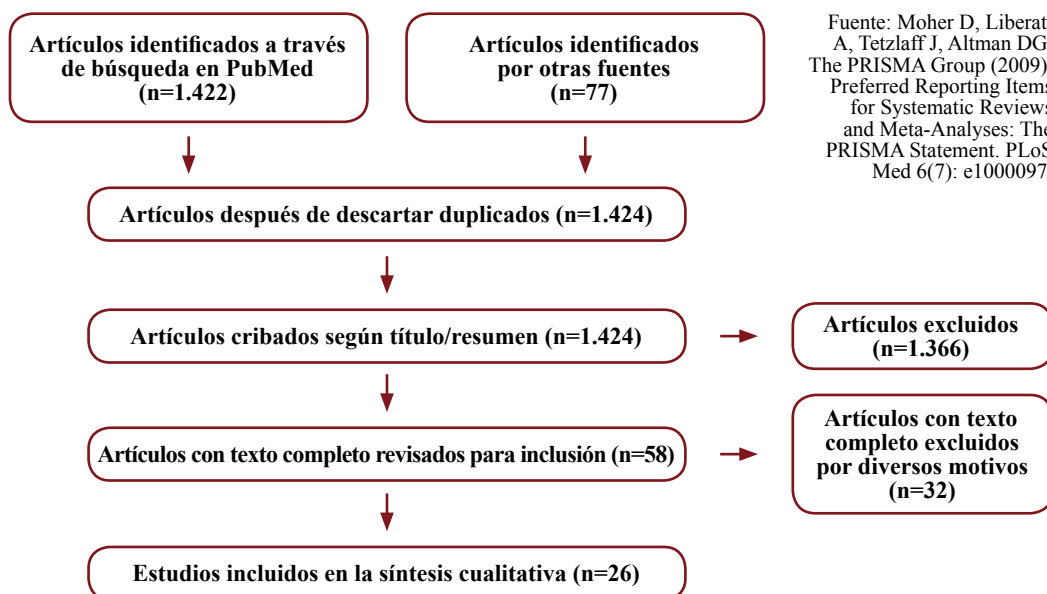 Artículos identificados a través
de búsqueda en PubMed
(n=1.422)
Artículos identificados
por otras fuentes
(n=77)
Fuente: Moher D, Liberat
A, Tetzlaff J, Altman DG
The PRISMA Group (2009)
Preferred Reporting Items
for Systematic Reviews
and Meta-Analyses: The
PRISMA Statement. PLoS
Med 6(7): e1000097
Artículos después de descartar duplicados (n=1.424)
Artículos cribados según título/resumen (n=1.424)
Artículos excluidos
(n=1.366)
Artículos con texto completo revisados para inclusión (n=58)
Artículos con texto
completo excluidos
por diversos motivos
(n=32)
Estudios incluidos en la síntesis cualitativa (n=26)